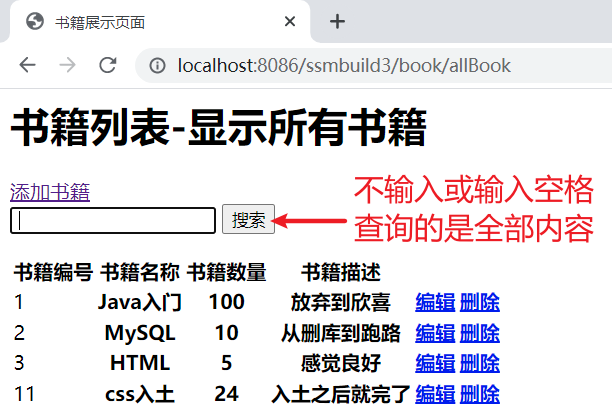 书籍展示页面
localhost:8086/ssmbuild3/book/allBook
书籍列表-显示所有书籍
添加书籍
搜索
不输入或输入空格
查询的是全部内容
书籍编号 书籍名称 书籍数量 书籍描述
1 Java入门 100 放弃到欣喜 编辑 删除
2 MySQL 10 从删库到跑路 编辑 删除
3 HTML 5 感觉良好 编辑 删除
11 css入土 24 入土之后就完了 编辑 删除